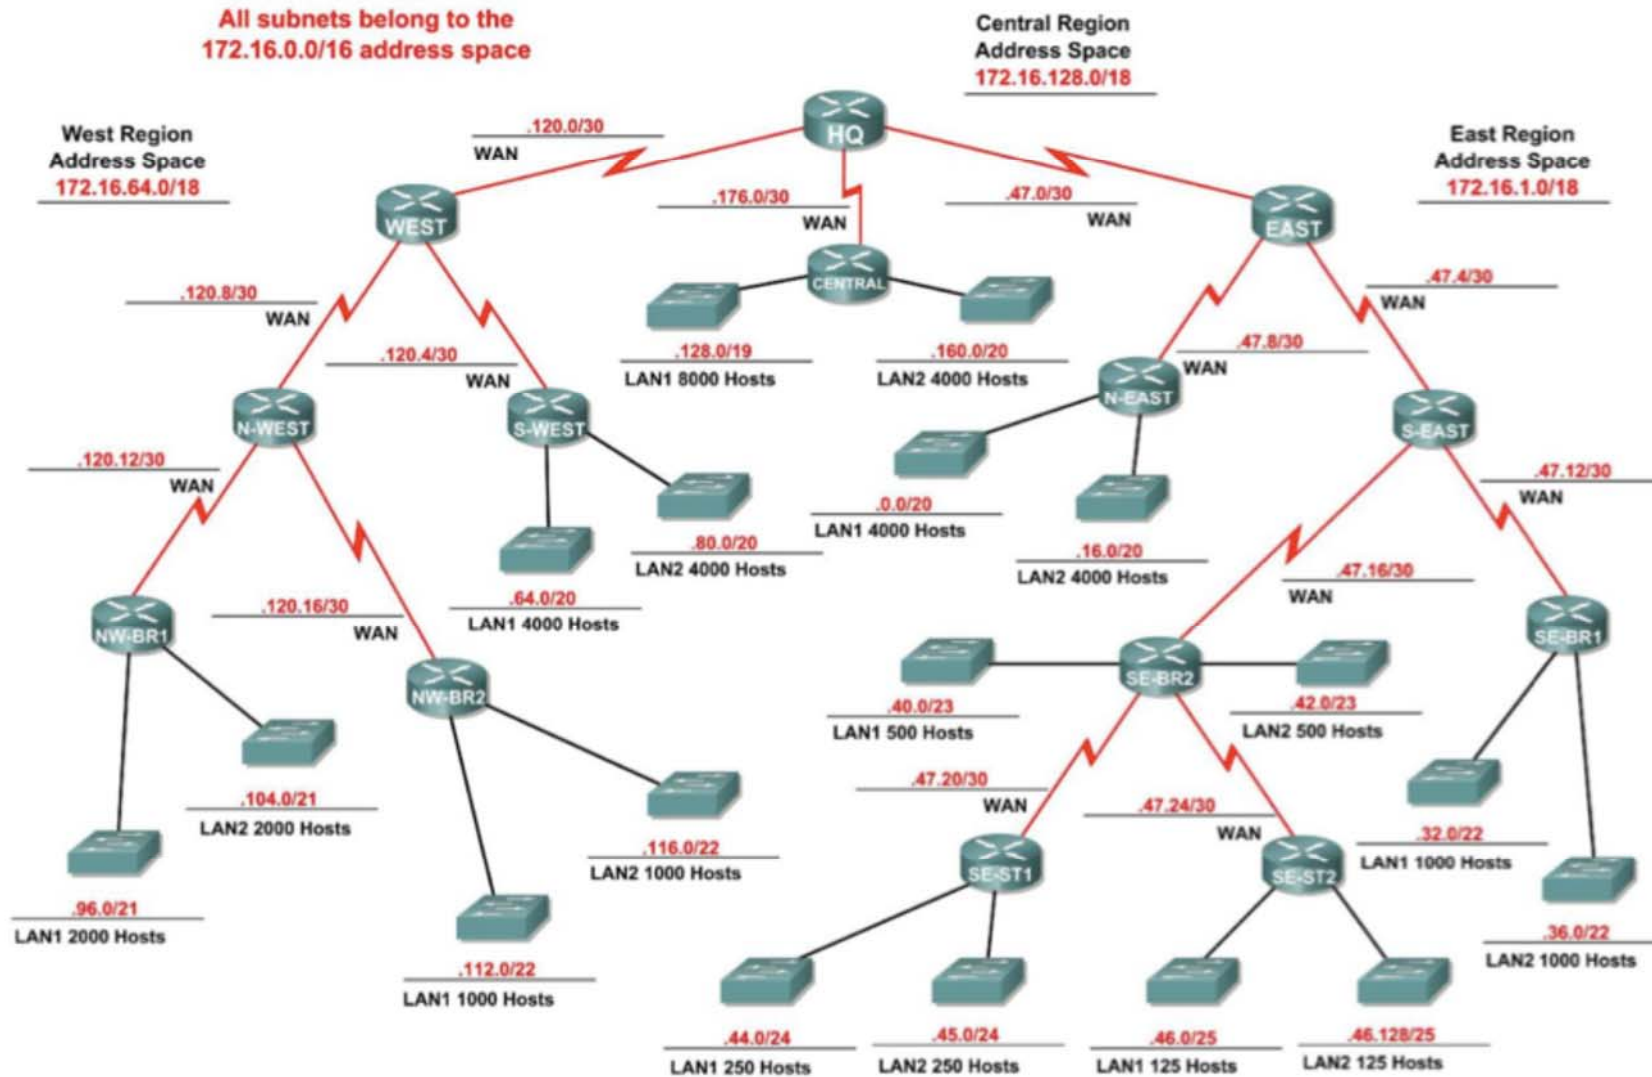 All subnets belong to the
172.16.0.0/16 address space
Central Region
Address Space
172.16.128.0/18
West Region
Address Space
172.16.64.0/18
East Region
Address Space
172.16.1.0/18
HQ
.120.0/30
WAN
.176.0/30
WAN
.47.0/30
WAN
WEST
CENTRAL
EAST
.120.8/30
WAN
.120.4/30
WAN
.128.0/19
LAN1 8000 Hosts
.160.0/20
LAN2 4000 Hosts
.47.8/30
WAN
.47.4/30
WAN
N-WEST
S-WEST
N-EAST
S-EAST
.120.12/30
WAN
.120.16/30
WAN
.64.0/20
LAN1 4000 Hosts
.80.0/20
LAN2 4000 Hosts
.0.0/20
LAN1 4000 Hosts
.16.0/20
LAN2 4000 Hosts
.47.12/30
WAN
.47.16/30
WAN
NW-BR1
NW-BR2
SE-BR2
SE-BR1
.40.0/23
LAN1 500 Hosts
.42.0/23
LAN2 500 Hosts
.104.0/21
LAN2 2000 Hosts
.96.0/21
LAN1 2000 Hosts
.116.0/22
LAN2 1000 Hosts
.112.0/22
LAN1 1000 Hosts
.47.20/30
WAN
.47.24/30
WAN
SE-ST1
SE-ST2
.32.0/22
LAN1 1000 Hosts
.36.0/22
LAN2 1000 Hosts
.44.0/24
LAN1 250 Hosts
.45.0/24
LAN2 250 Hosts
.46.0/25
LAN1 125 Hosts
.46.128/25
LAN2 125 Hosts